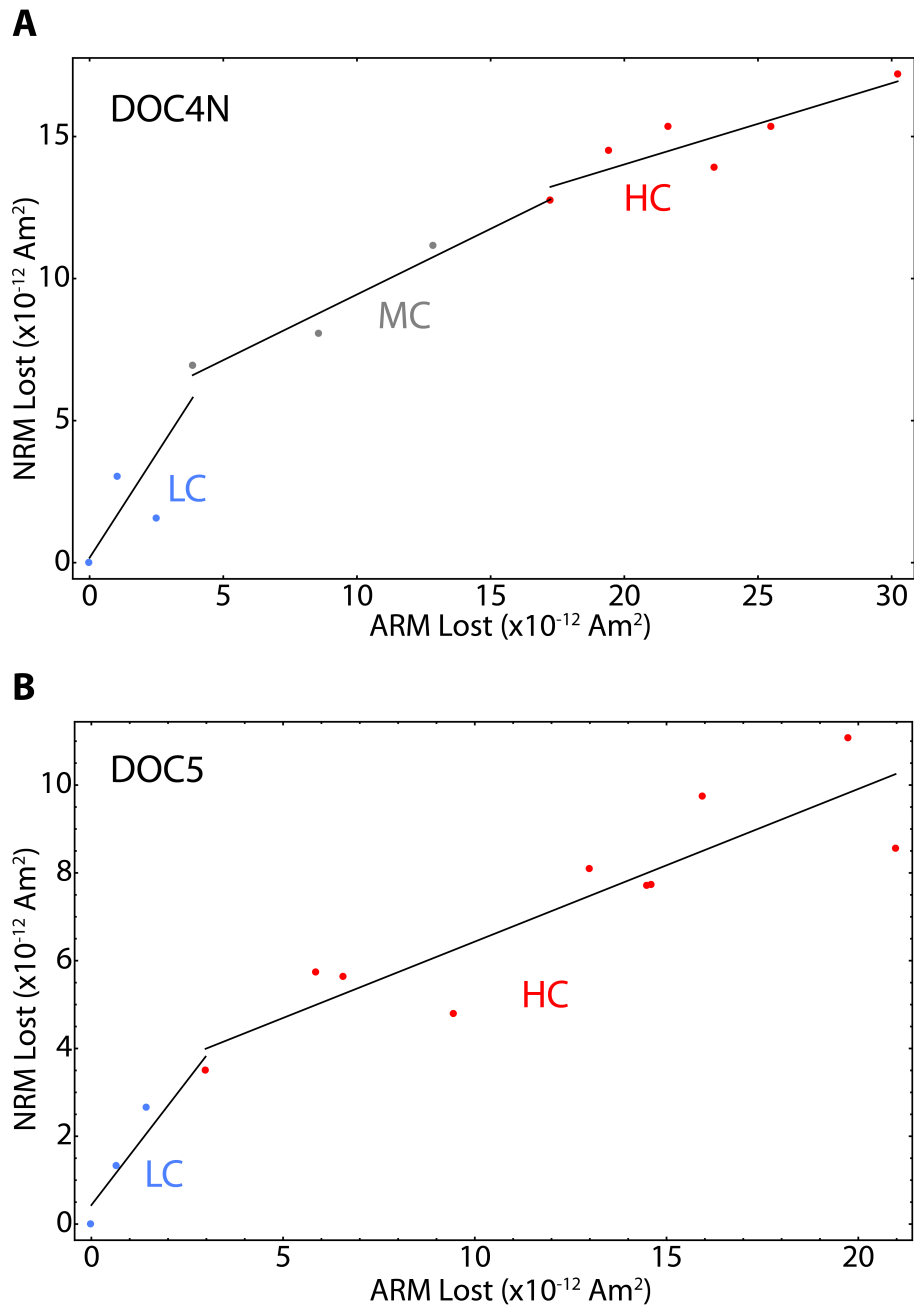 A
DOC4N
NRM Lost (x10⁻¹² Am²)
15
10
5
0
HC
MC
LC
0 5 10 15 20 25 30
ARM Lost (x10⁻¹² Am²)
B
DOC5
NRM Lost (x10⁻¹² Am²)
10
8
6
4
2
0
HC
LC
0 5 10 15 20
ARM Lost (x10⁻¹² Am²)